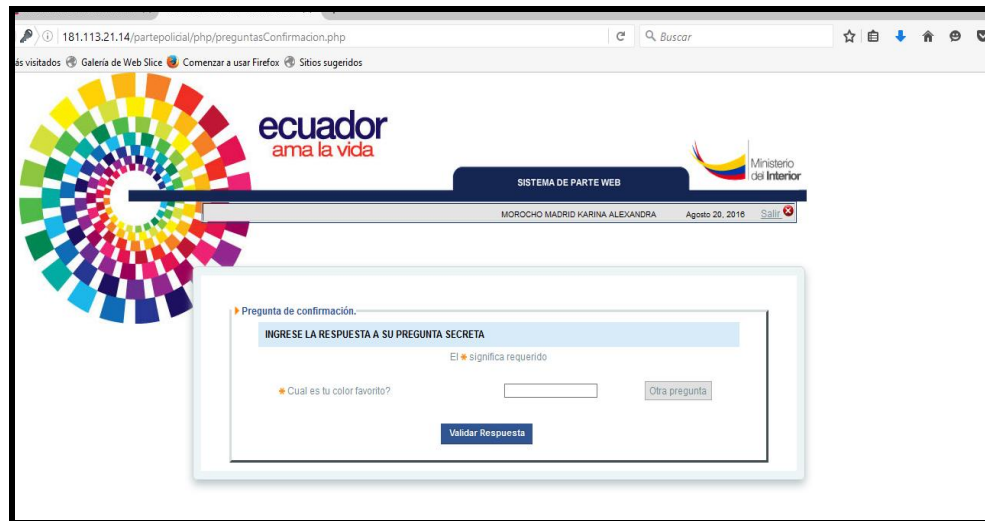 181.113.21.14/partepolicial/php/preguntasConfirmacion.php
Buscar
ás visitados Galería de Web Slice Comenzar a usar Firefox Sitios sugeridos
ecuador
ama la vida
SISTEMA DE PARTE WEB
Ministerio
del Interior
MOROCHO MADRID KARINA ALEXANDRA Agosto 20, 2016 Salir
Pregunta de confirmación.
INGRESE LA RESPUESTA A SU PREGUNTA SECRETA
El * significa requerido
* Cual es tu color favorito? Otra pregunta
Validar Respuesta